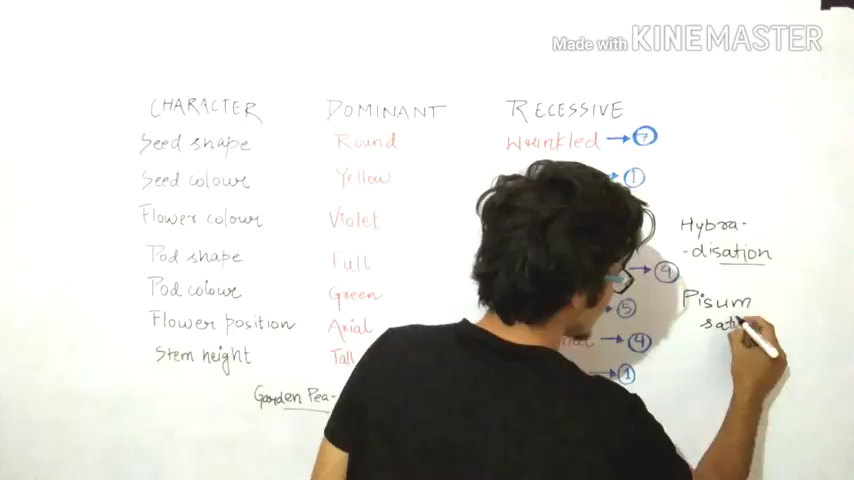 Made with KINEMASTER
CHARACTER DOMINANT RECESSIVE
Seed shape Round Wrinkled → 7
Seed colour Yellow → 1
Flower colour Violet
Pod shape Full → 4
Pod colour Green 5
Flower position Axial → 4
Stem height Tall → 1
Garden Pea-
Hybra-
-disation
Pisum